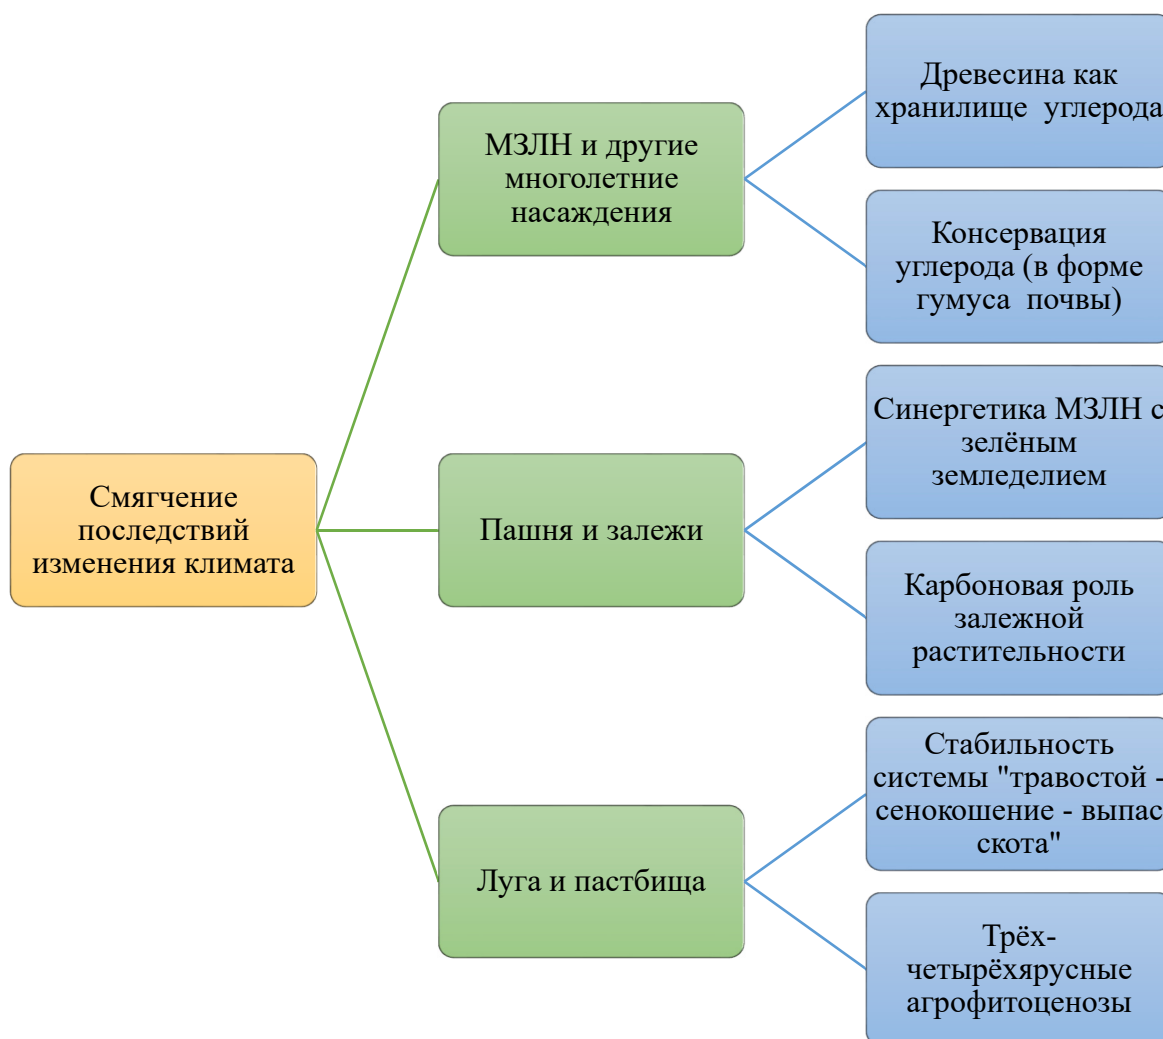 Смягчение
последствий
изменения климата
МЗЛН и другие
многолетние
насаждения
Древесина как
хранилище углерода
Консервация
углерода (в форме
гумуса почвы)
Пашня и залежи
Синергетика МЗЛН с
зелёным
земледелием
Карбоновая роль
залежной
растительности
Луга и пастбища
Стабильность
системы "травостой -
сенокошение - выпас
скота"
Трёх-
четырёхярусные
агрофитоценозы